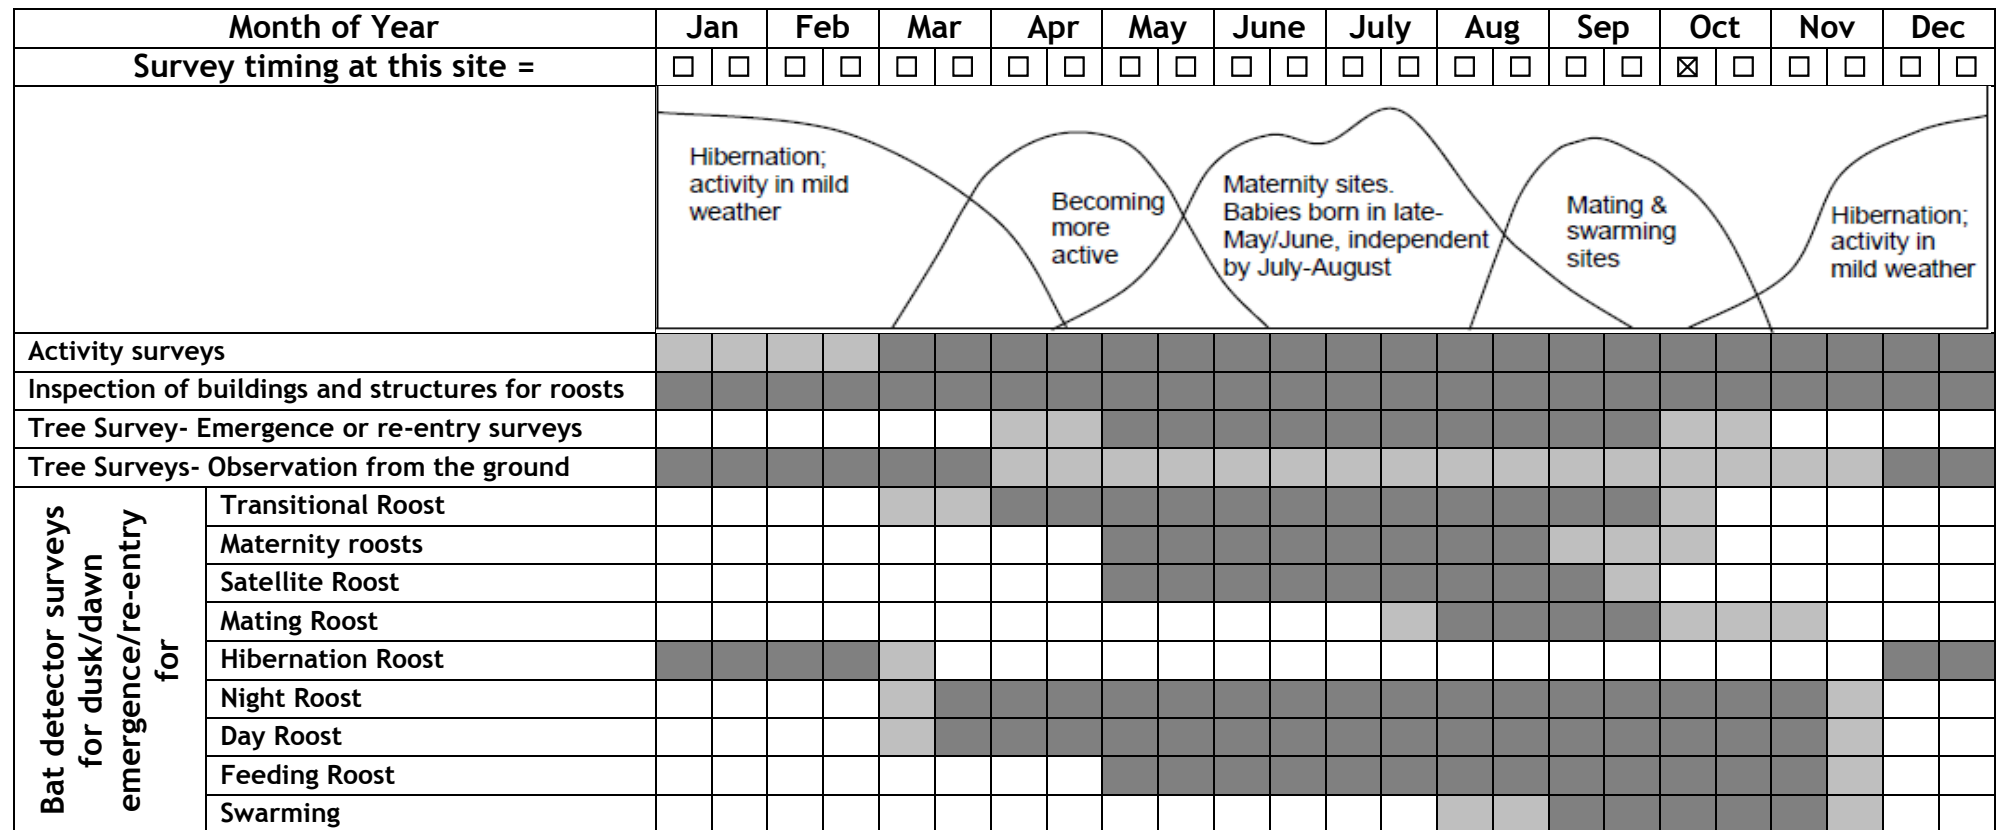 Month of Year Jan Feb Mar Apr May June July Aug Sep Oct Nov Dec
Survey timing at this site = ☐ ☐ ☐ ☐ ☐ ☐ ☐ ☐ ☐ ☐ ☐ ☐ ☐ ☐ ☐ ☐ ☐ ☐ ☒ ☐ ☐ ☐ ☐ ☐
Hibernation;
activity in mild
weather
Becoming
more
active
Maternity sites.
Babies born in late-
May/June, independent
by July-August
Mating &
swarming
sites
Hibernation;
activity in
mild weather
Activity surveys
Inspection of buildings and structures for roosts
Tree Survey- Emergence or re-entry surveys
Tree Surveys- Observation from the ground
Bat detector surveys
for dusk/dawn
emergence/re-entry
for
Transitional Roost
Maternity roosts
Satellite Roost
Mating Roost
Hibernation Roost
Night Roost
Day Roost
Feeding Roost
Swarming